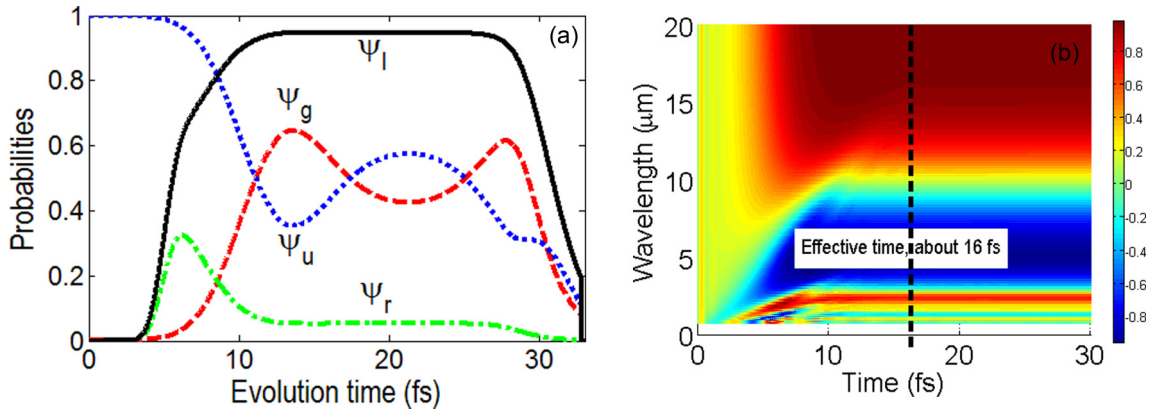 (a)
Probabilities
1
0.8
0.6
0.4
0.2
0
ψl
ψg
ψu
ψr
0 10 20 30
Evolution time (fs)
(b)
Wavelength (μm)
20
15
10
5
0
Effective time, about 16 fs
0 10 20 30
Time (fs)
0.8
0.6
0.4
0.2
0
-0.2
-0.4
-0.6
-0.8